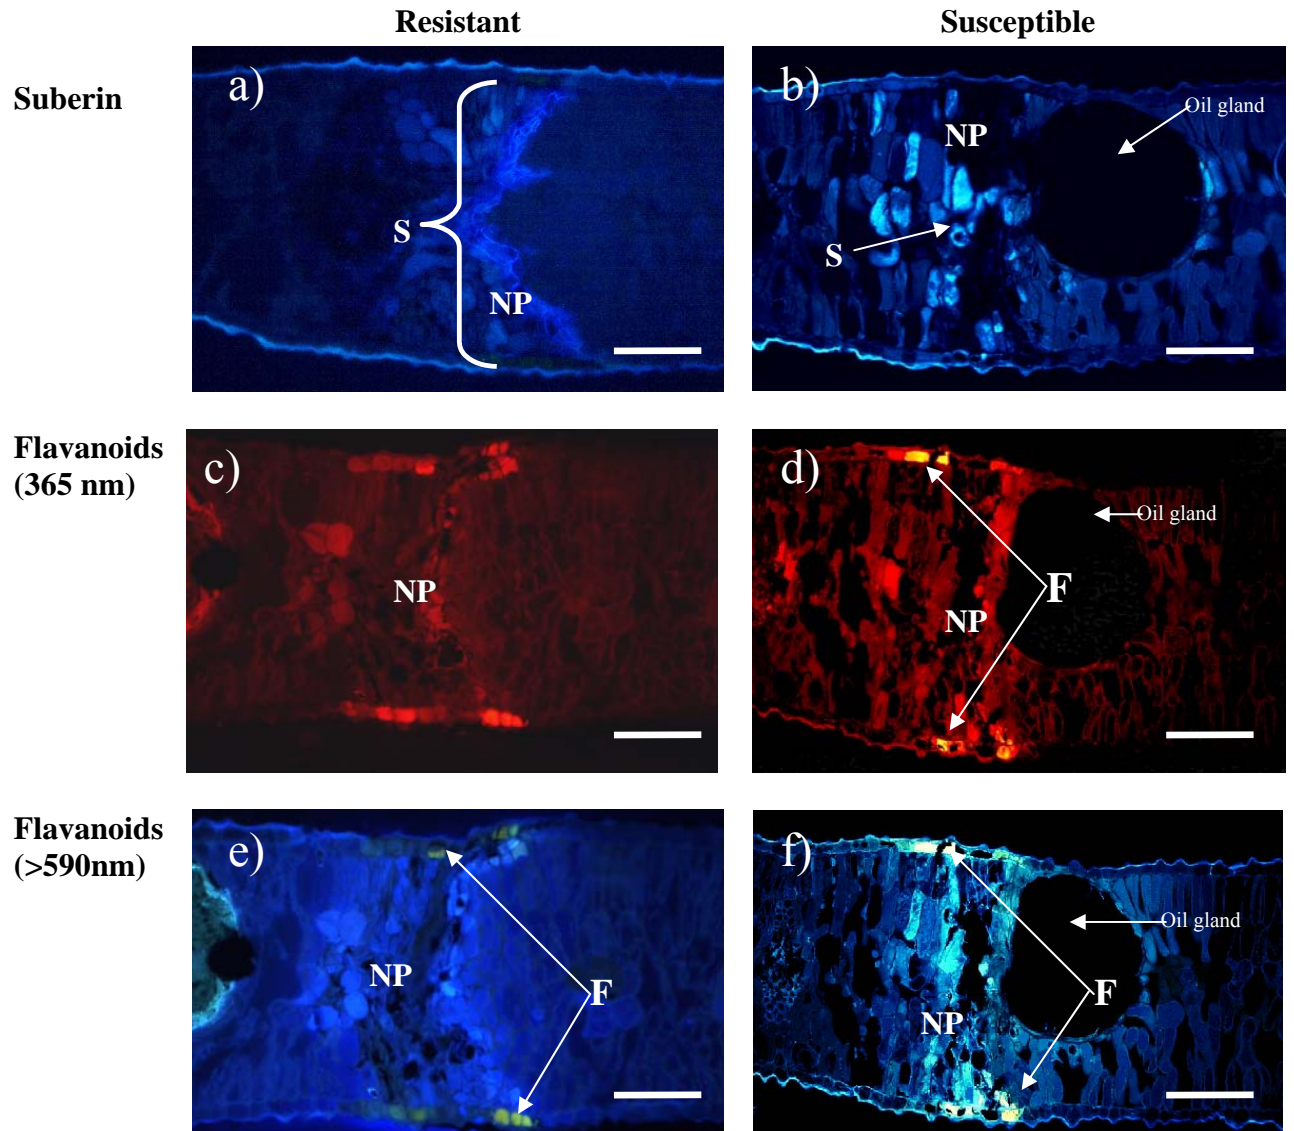 Resistant
Susceptible
Suberin
a)
S
NP
b)
NP
Oil gland
S
Flavanoids
(365 nm)
c)
NP
d)
Oil gland
F
NP
Flavanoids
(>590nm)
e)
NP
F
f)
Oil gland
F
NP